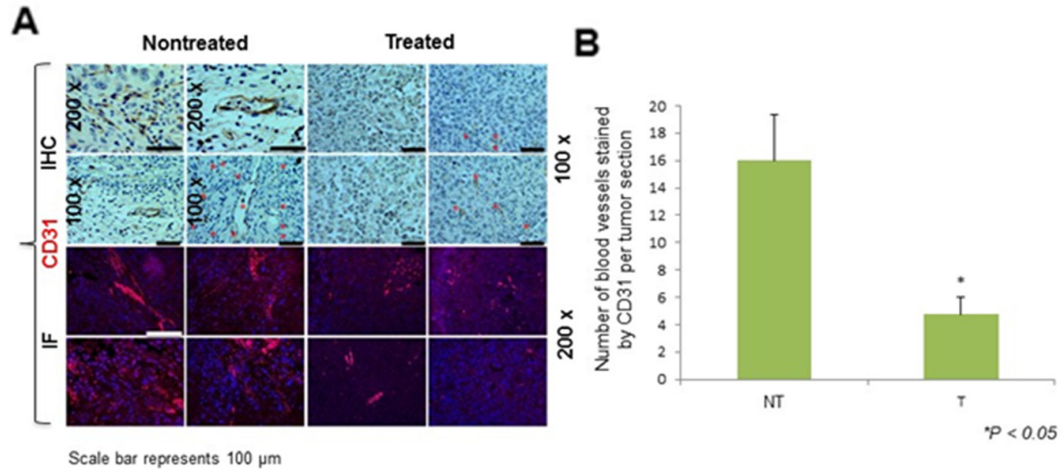 A
Nontreated
Treated
B
CD31
IHC
IF
200 x
200 x
100 x
100 x
100 x
200 x
Scale bar represents 100 µm
Number of blood vessels stained
by CD31 per tumor section
20
18
16
14
12
10
8
6
4
2
0
*
NT
T
*P < 0.05